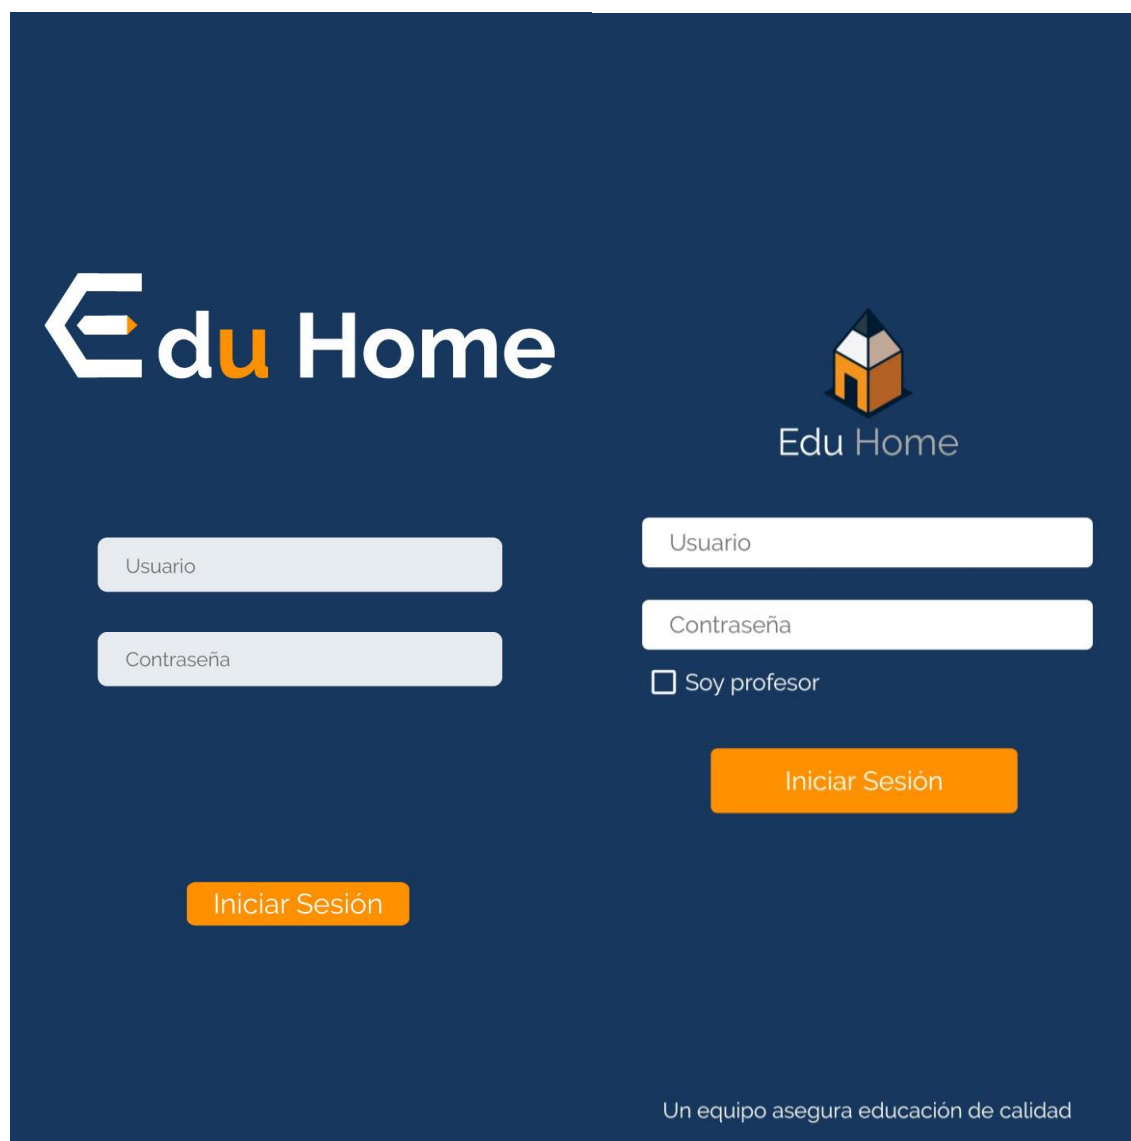 Edu Home
Usuario
Contraseña
Iniciar Sesión
Edu Home
Usuario
Contraseña
Soy profesor
Iniciar Sesión
Un equipo asegura educación de calidad